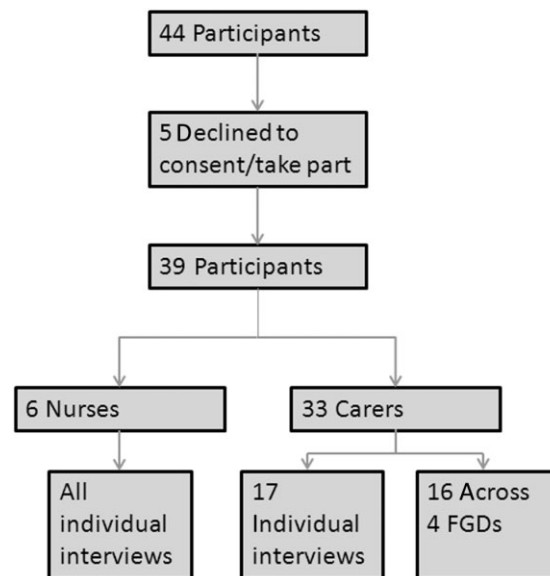 44 Participants
5 Declined to
consent/take part
39 Participants
6 Nurses
33 Carers
All
individual
interviews
17
Individual
interviews
16 Across
4 FGDs